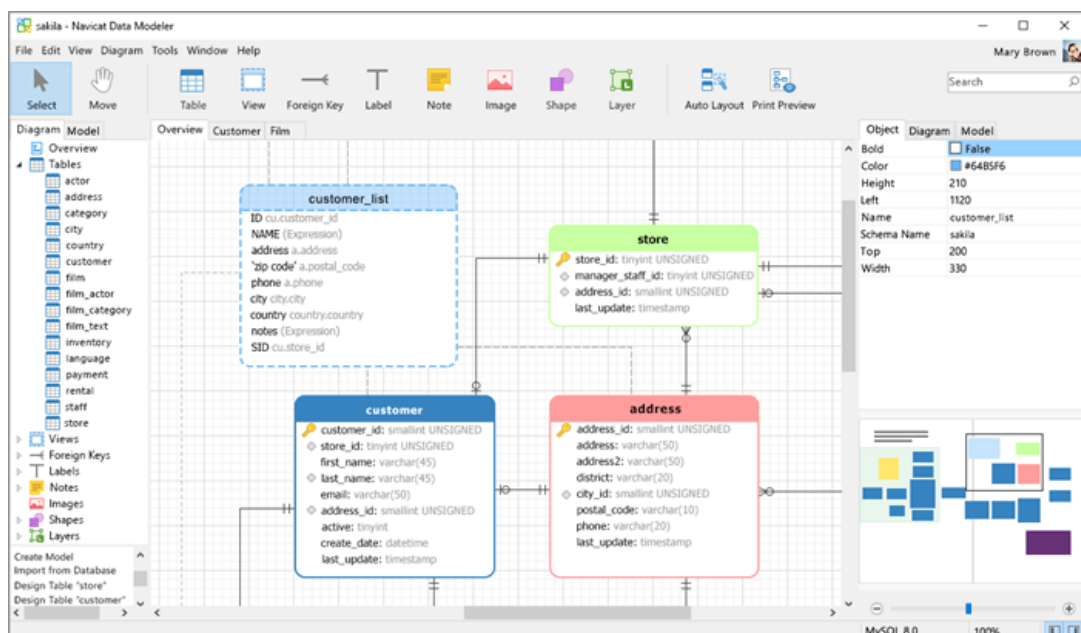 sakila - Navicat Data Modeler
File Edit View Diagram Tools Window Help
Mary Brown
Select Move Table View Foreign Key Label Note Image Shape Layer Auto Layout Print Preview
Search
Diagram Model
Overview
Tables
actor
address
category
city
country
customer
film
film_actor
film_category
film_text
inventory
language
payment
rental
staff
store
Views
Foreign Keys
Labels
Notes
Images
Shapes
Layers
Create Model
Import from Database
Design Table "store"
Design Table "customer"
Overview Customer Film
customer_list
ID cu.customer_id
NAME (Expression)
address a.address
'zip code' a.postal_code
phone a.phone
city city.city
country country.country
notes (Expression)
SID cu.store_id
store
store_id: tinyint UNSIGNED
manager_staff_id: tinyint UNSIGNED
address_id: smallint UNSIGNED
last_update: timestamp
customer
customer_id: smallint UNSIGNED
store_id: tinyint UNSIGNED
first_name: varchar(45)
last_name: varchar(45)
email: varchar(50)
address_id: smallint UNSIGNED
active: tinyint
create_date: datetime
last_update: timestamp
address
address_id: smallint UNSIGNED
address: varchar(50)
address2: varchar(50)
district: varchar(20)
city_id: smallint UNSIGNED
postal_code: varchar(10)
phone: varchar(20)
last_update: timestamp
Object Diagram Model
Bold False
Color #64B5F6
Height 210
Left 1120
Name customer_list
Schema Name sakila
Top 200
Width 330
MySQL 8.0 100%